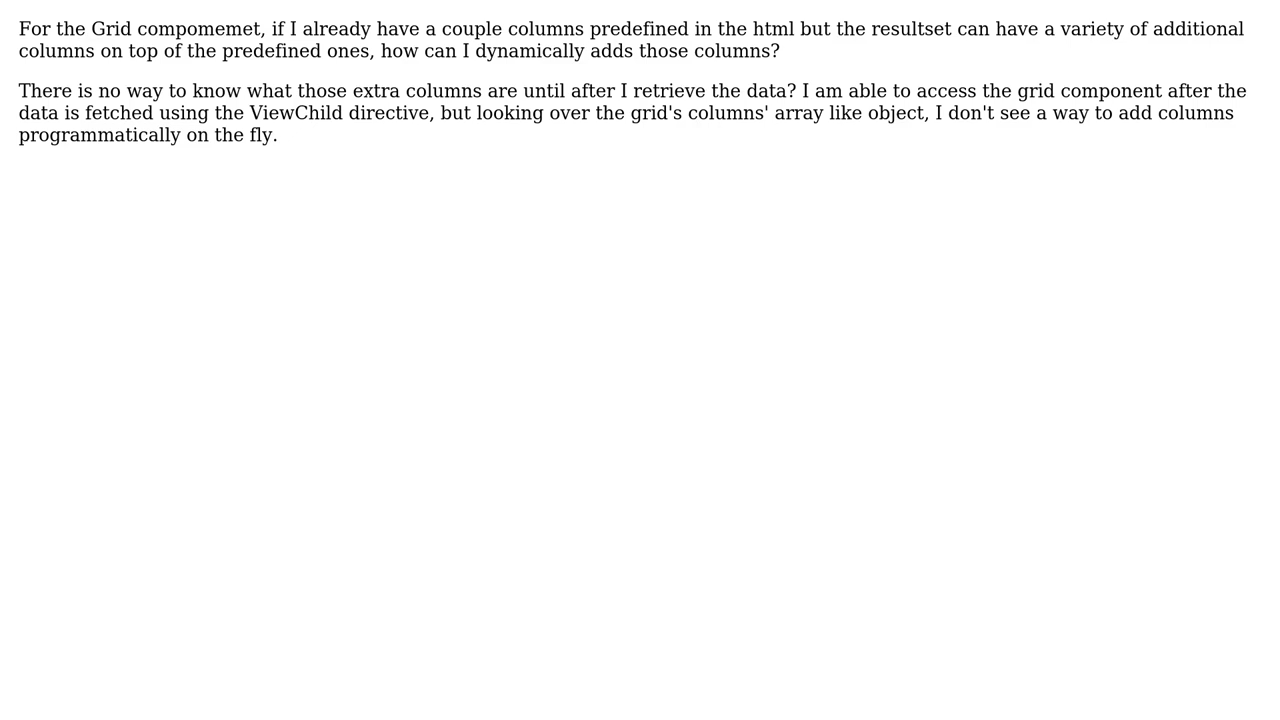 For the Grid compomemet, if I already have a couple columns predefined in the html but the resultset can have a variety of additional
columns on top of the predefined ones, how can I dynamically adds those columns?
There is no way to know what those extra columns are until after I retrieve the data? I am able to access the grid component after the
data is fetched using the ViewChild directive, but looking over the grid's columns' array like object, I don't see a way to add columns
programmatically on the fly.